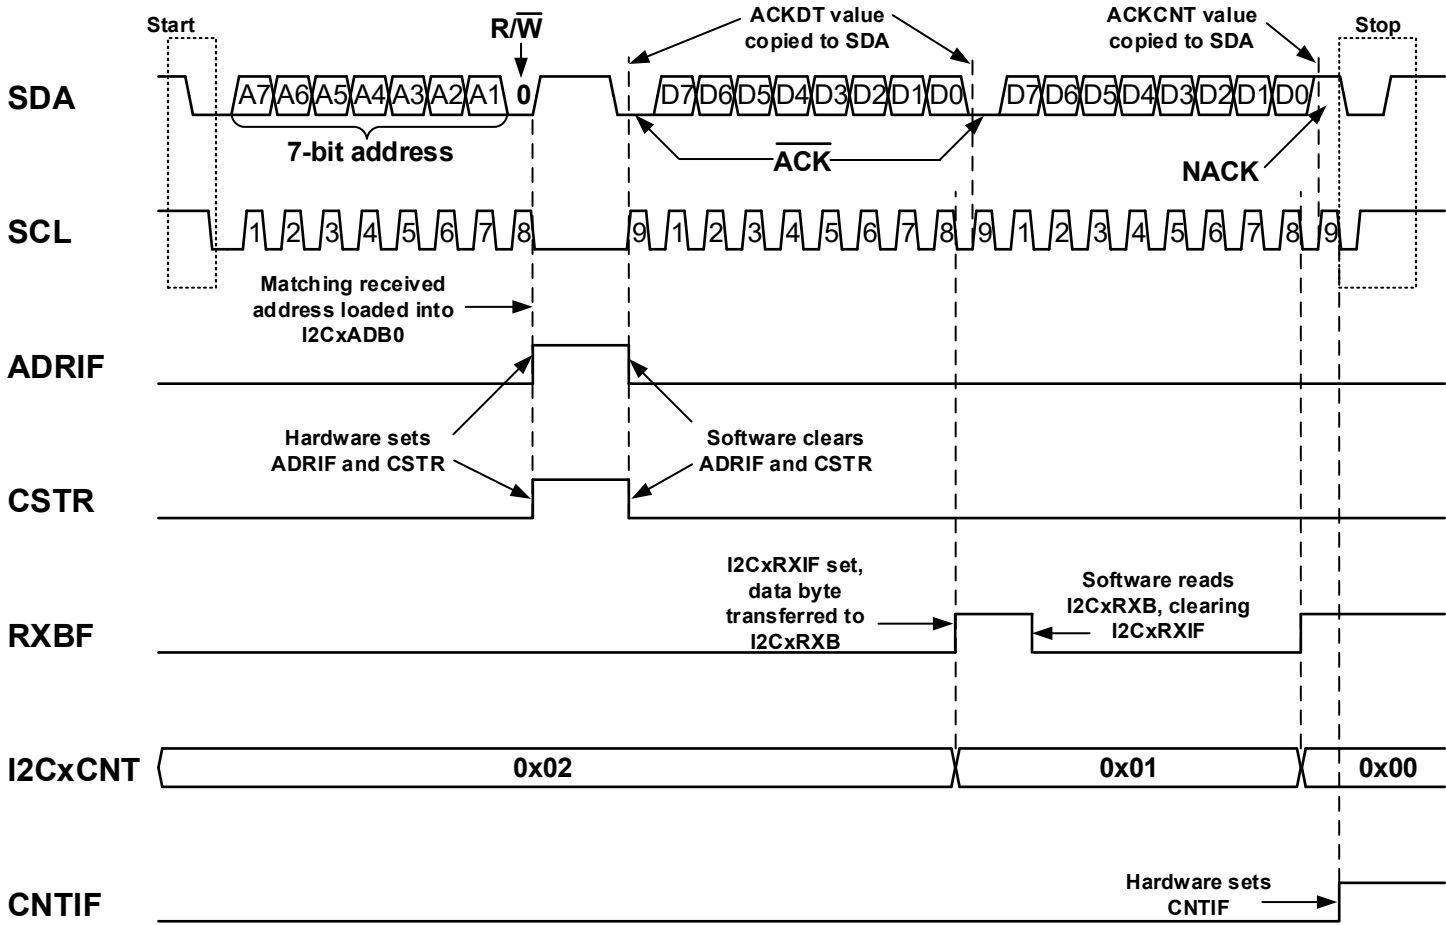 Start
R/W
ACKDT value
copied to SDA
ACKCNT value
copied to SDA
Stop
SDA
A7 A6 A5 A4 A3 A2 A1 0 D7 D6 D5 D4 D3 D2 D1 D0 D7 D6 D5 D4 D3 D2 D1 D0
7-bit address
ACK
NACK
SCL
1 2 3 4 5 6 7 8 9 1 2 3 4 5 6 7 8 9 1 2 3 4 5 6 7 8 9
Matching received
address loaded into
I2CxADB0
ADRIF
Hardware sets
ADRIF and CSTR
Software clears
ADRIF and CSTR
CSTR
I2CxRXIF set,
data byte
transferred to
I2CxRXB
Software reads
I2CxRXB, clearing
I2CxRXIF
RXBF
I2CxCNT
0x02
0x01
0x00
Hardware sets
CNTIF
CNTIF